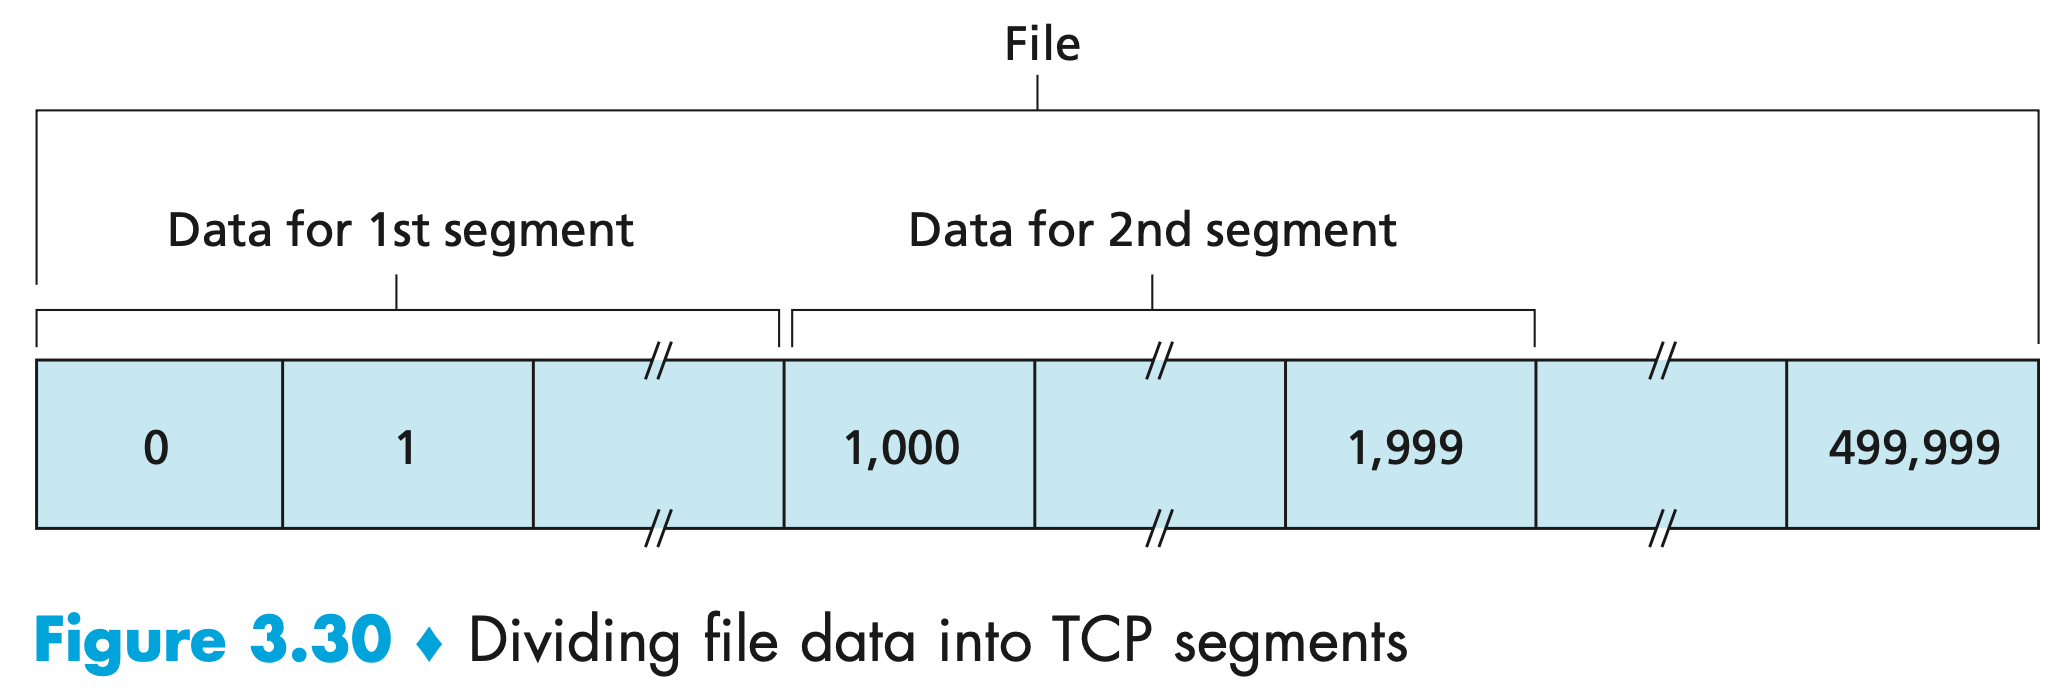 File
Data for 1st segment
Data for 2nd segment
0
1
1,000
1,999
499,999
Figure 3.30 ♦ Dividing file data into TCP segments